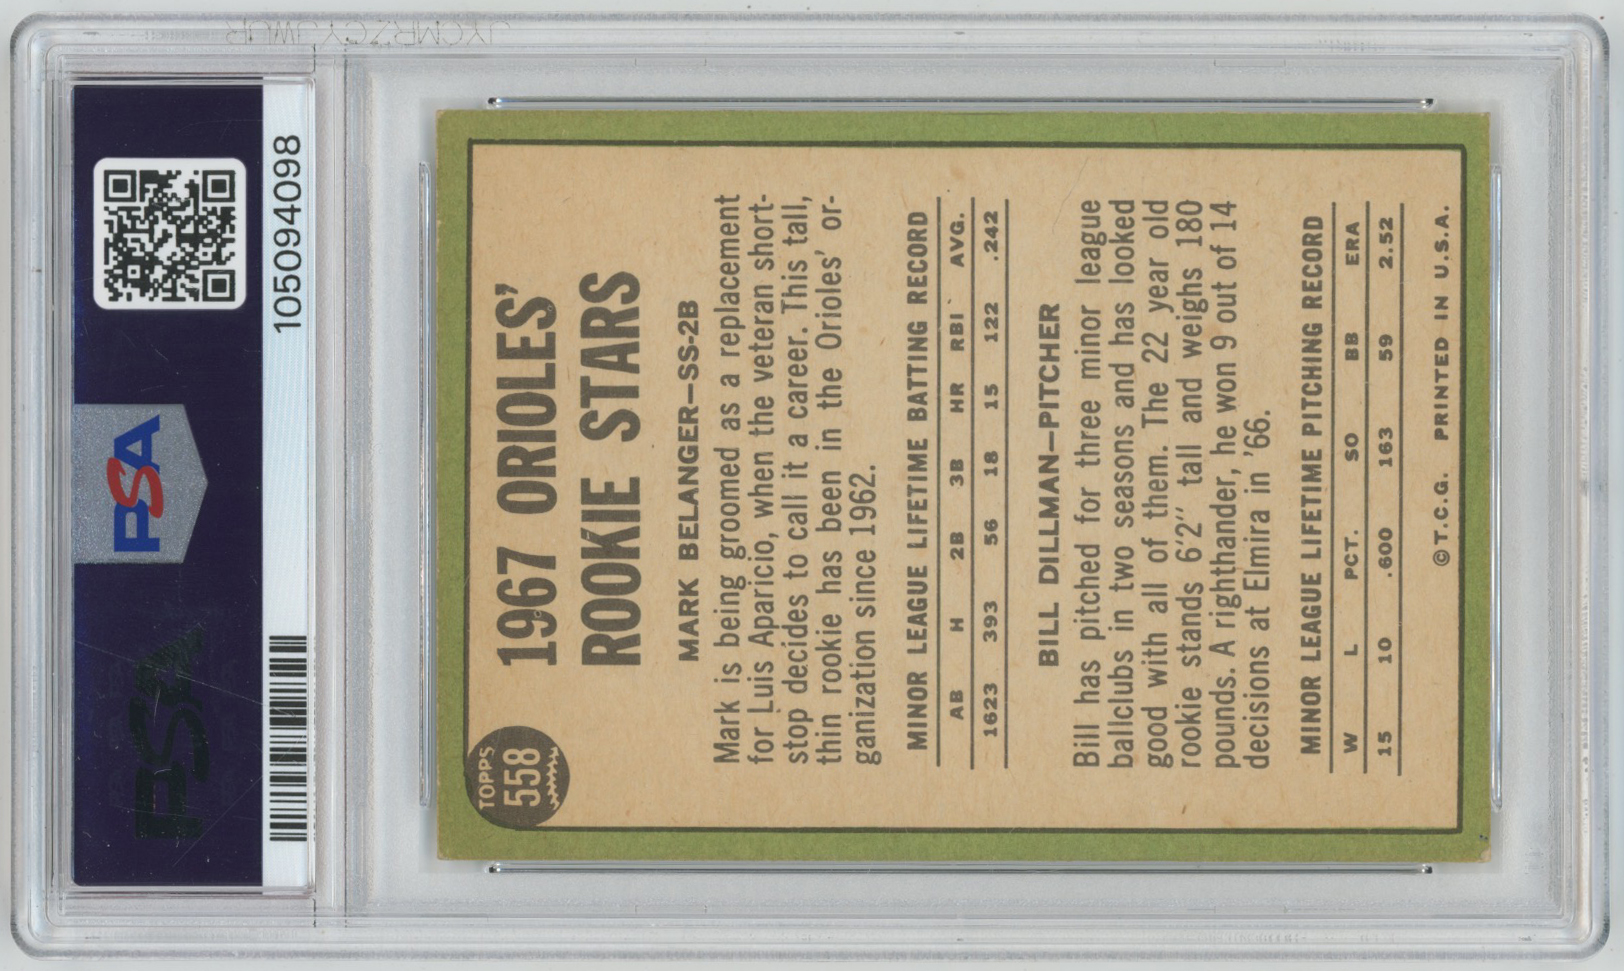 PSA
PSA
105094098
TOPPS
558
1967 ORIOLES'
ROOKIE STARS
MARK BELANGER—SS-2B
Mark is being groomed as a replacement
for Luis Aparicio, when the veteran short-
stop decides to call it a career. This tall,
thin rookie has been in the Orioles' or-
ganization since 1962.
MINOR LEAGUE LIFETIME BATTING RECORD
AB H 2B 3B HR RBI AVG.
1623 393 56 18 15 122 .242
BILL DILLMAN—PITCHER
Bill has pitched for three minor league
ballclubs in two seasons and has looked
good with all of them. The 22 year old
rookie stands 6'2" tall and weighs 180
pounds. A righthander, he won 9 out of 14
decisions at Elmira in '66.
MINOR LEAGUE LIFETIME PITCHING RECORD
W L PCT. SO BB ERA
15 10 .600 163 59 2.52
© T.C.G. PRINTED IN U.S.A.